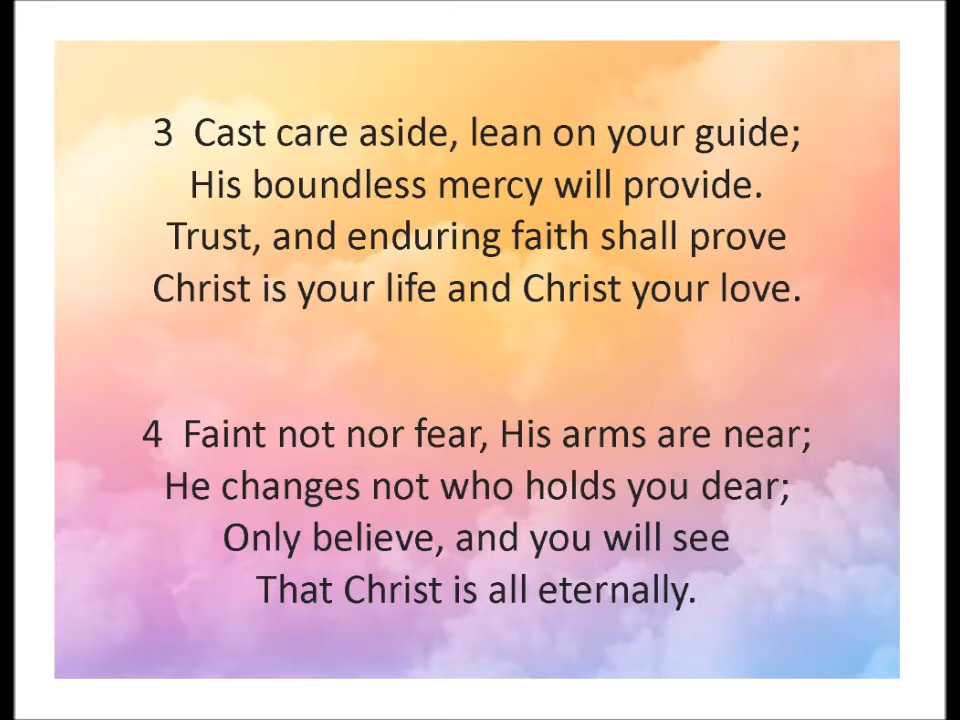 3  Cast care aside, lean on your guide;
His boundless mercy will provide.
Trust, and enduring faith shall prove
Christ is your life and Christ your love.
4  Faint not nor fear, His arms are near;
He changes not who holds you dear;
Only believe, and you will see
That Christ is all eternally.